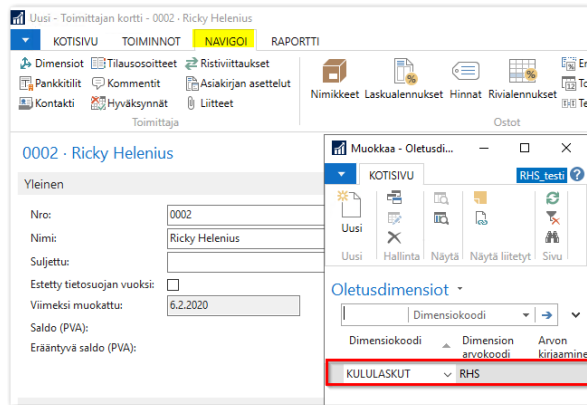 Uusi - Toimittajan kortti - 0002 · Ricky Helenius
KOTISIVU TOIMINNOT NAVIGOI RAPORTTI
Dimensiot Tilausosoitteet Ristiviittaukset
Pankkitilit Kommentit Asiakirjan asettelut
Kontakti Hyväksynnät Liitteet
Toimittaja
Nimikkeet Laskualennukset Hinnat Rivialennukset
Ostot
0002 · Ricky Helenius
Yleinen
Nro: 0002
Nimi: Ricky Helenius
Suljettu:
Estetty tietosuojan vuoksi:
Viimeksi muokattu: 6.2.2020
Saldo (PVA):
Erääntyvä saldo (PVA):
Muokkaa - Oletusdi...
KOTISIVU RHS_testi
Uusi
Uusi Hallinta Näytä Näytä liitetyt Sivu
Oletusdimensiot
Dimensiokoodi
Dimensiokoodi Dimension Arvon
arvokoodi kirjaamine
KULULASKUT RHS